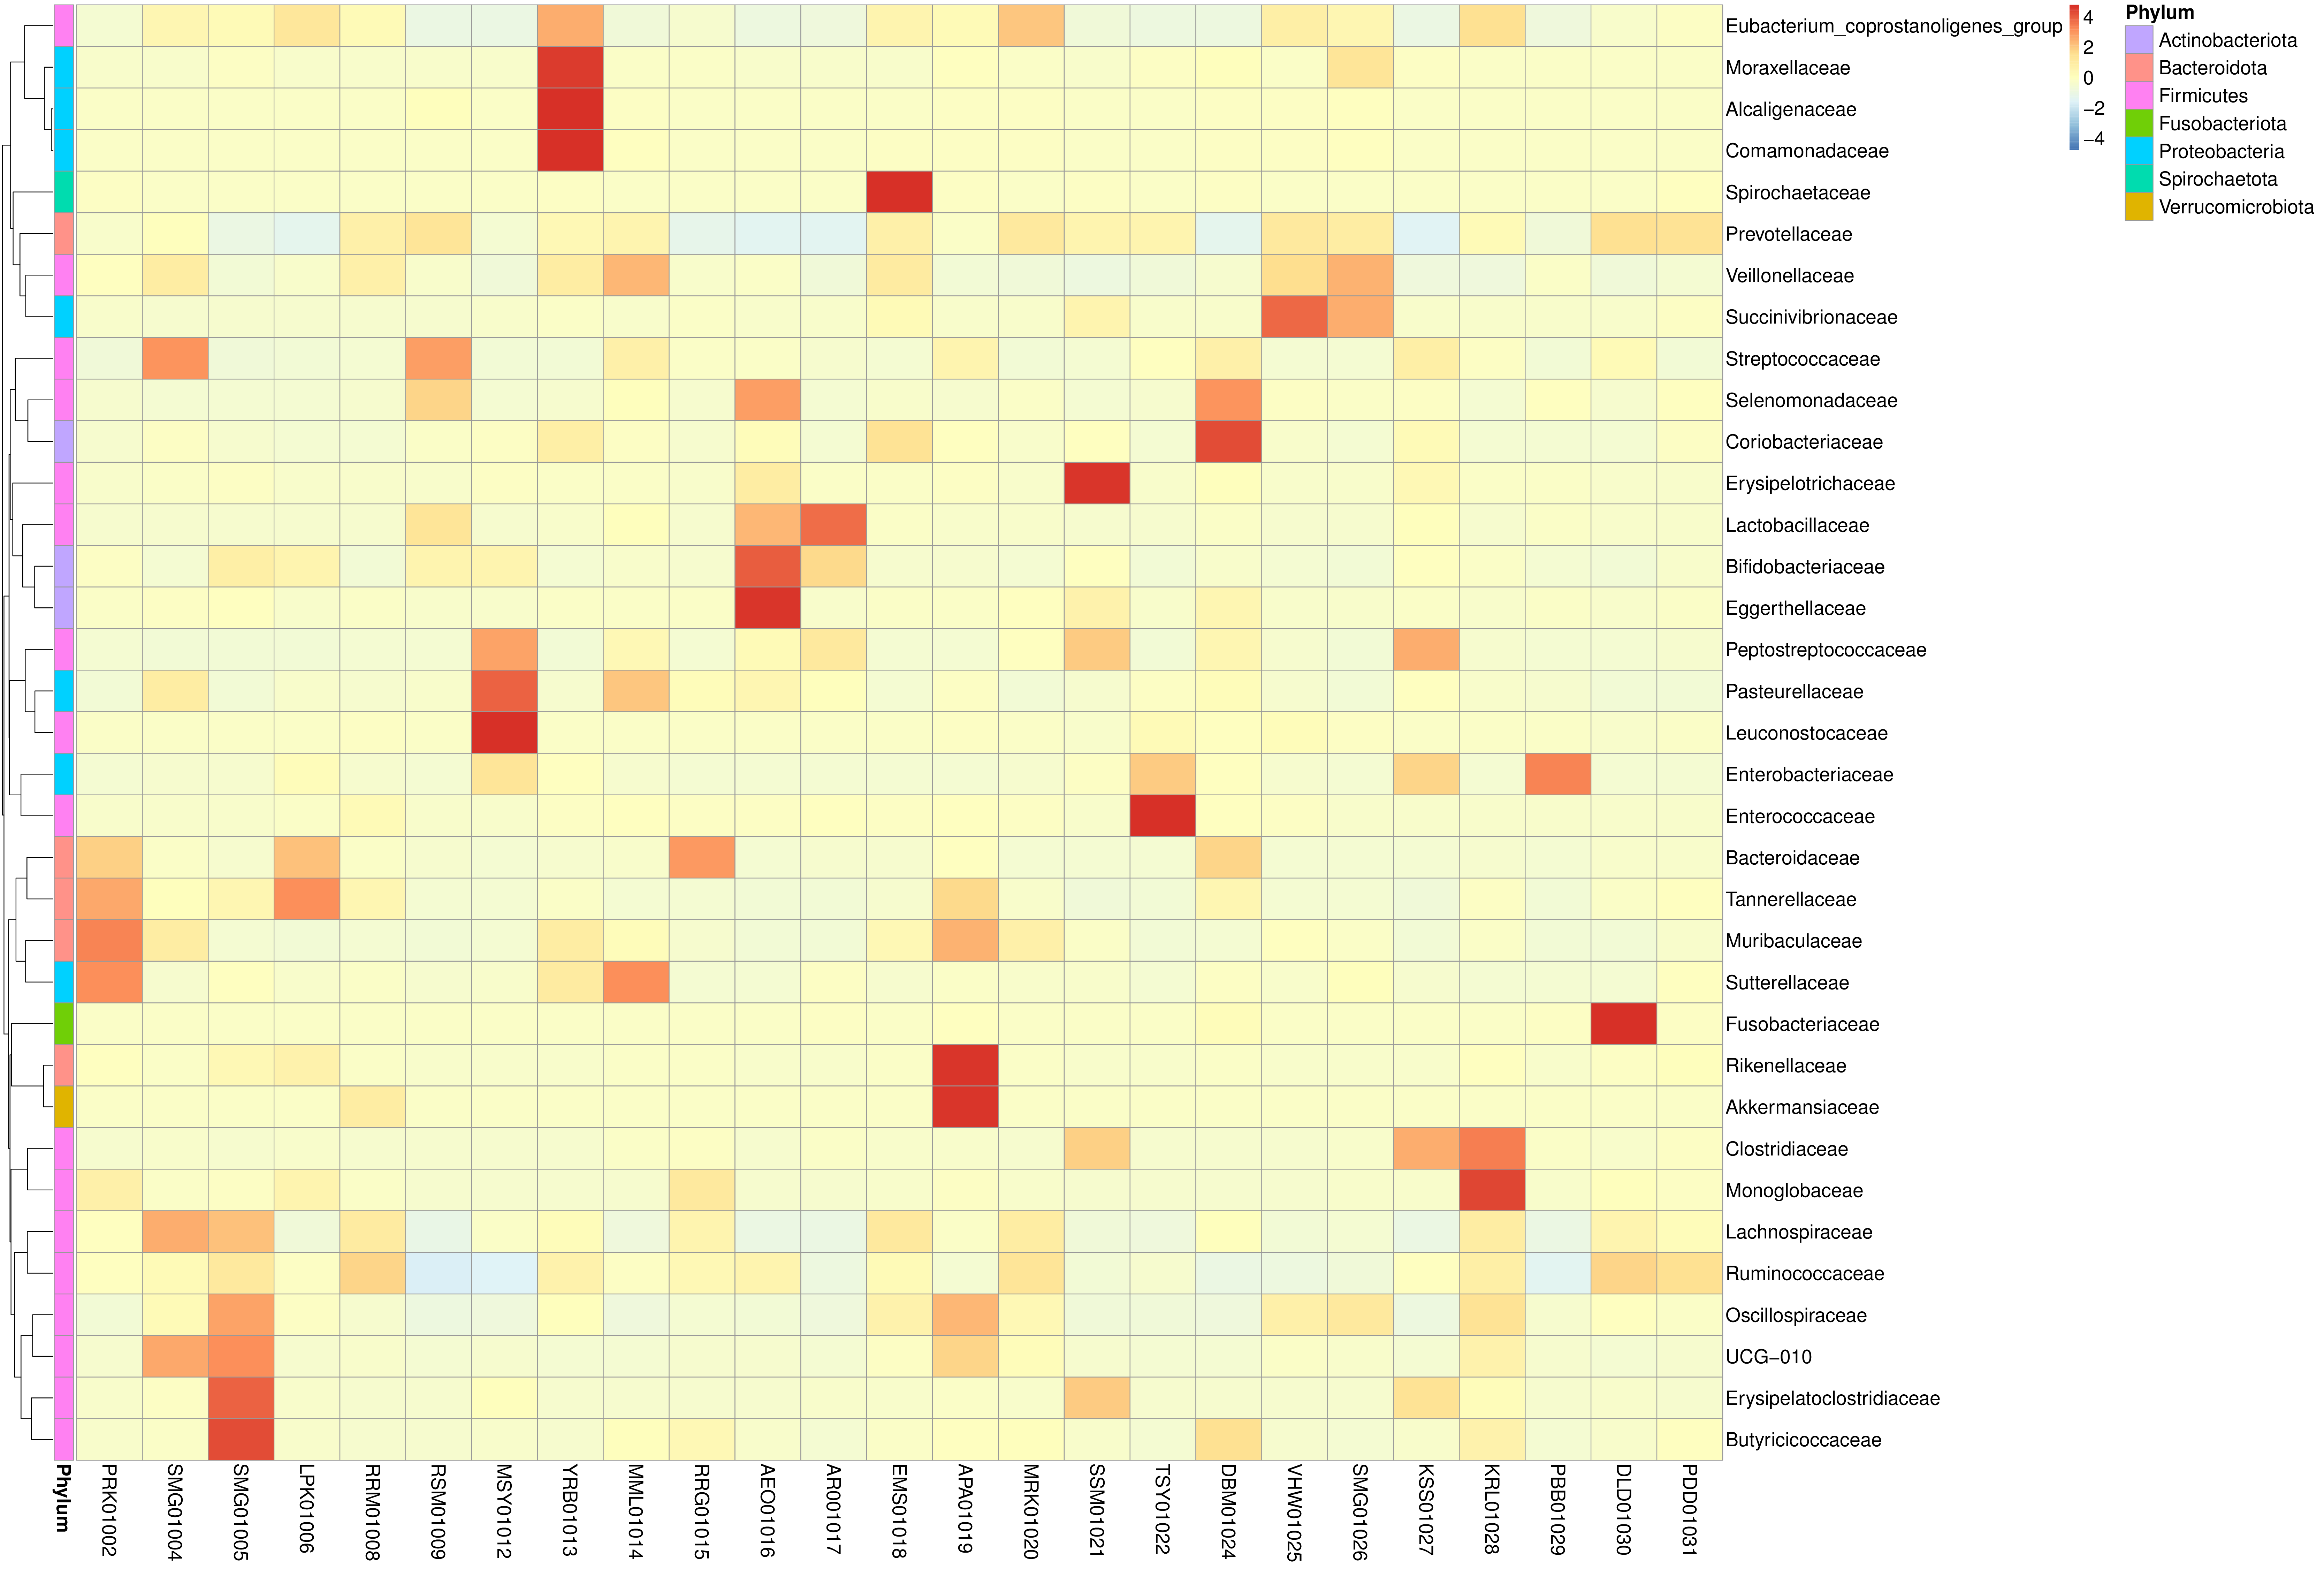 Eubacterium_coprostanoligenes_group
Moraxellaceae
Alcaligenaceae
Comamonadaceae
Spirochaetaceae
Prevotellaceae
Veillonellaceae
Succinivibrionaceae
Streptococcaceae
Selenomonadaceae
Coriobacteriaceae
Erysipelotrichaceae
Lactobacillaceae
Bifidobacteriaceae
Eggerthellaceae
Peptostreptococcaceae
Pasteurellaceae
Leuconostocaceae
Enterobacteriaceae
Enterococcaceae
Bacteroidaceae
Tannerellaceae
Muribaculaceae
Sutterellaceae
Fusobacteriaceae
Rikenellaceae
Akkermansiaceae
Clostridiaceae
Monoglobaceae
Lachnospiraceae
Ruminococcaceae
Oscillospiraceae
UCG−010
Erysipelatoclostridiaceae
Butyricicoccaceae
4
2
0
−2
−4
Phylum
Actinobacteriota
Bacteroidota
Firmicutes
Fusobacteriota
Proteobacteria
Spirochaetota
Verrucomicrobiota
Phylum
PRK01002
SMG01004
SMG01005
LPK01006
RRM01008
RSM01009
MSY01012
YRB01013
MML01014
RRG01015
AEO01016
AR001017
EMS01018
APA01019
MRK01020
SSM01021
TSY01022
DBM01024
VHW01025
SMG01026
KSS01027
KRL01028
PBB01029
DLD01030
PDD01031